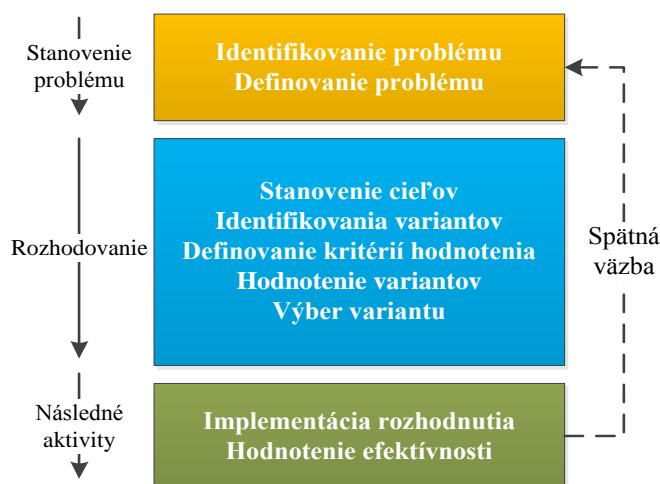 Stanovenie
problému
Identifikovanie problému
Definovanie problému
Rozhodovanie
Stanovenie cieľov
Identifikovania variantov
Definovanie kritérií hodnotenia
Hodnotenie variantov
Výber variantu
Spätná
väzba
Následné
aktivity
Implementácia rozhodnutia
Hodnotenie efektívnosti